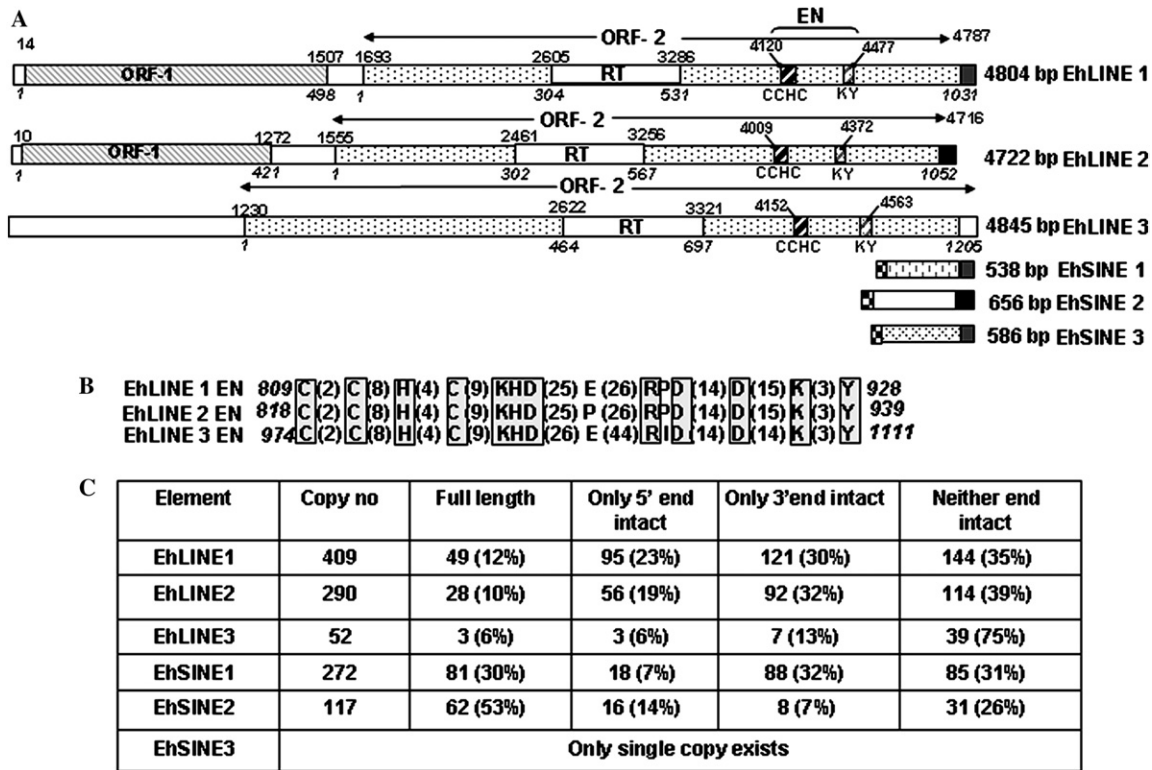 A
EN
14 1507 1693 ORF- 2 2605 3286 4120 4477 4787
ORF-1 RT 4804 bp EhLINE 1
1 498 1 304 531 CCHC KY 1031
10 1272 1555 ORF- 2 2461 3256 4009 4372 4716
ORF-1 RT 4722 bp EhLINE 2
1 421 1 302 567 CCHC KY 1052
ORF- 2
1230 2622 3321 4152 4563
RT 4845 bp EhLINE 3
1 464 697 CCHC KY 1205
538 bp EhSINE 1
656 bp EhSINE 2
586 bp EhSINE 3
B
EhLINE 1 EN 809 C (2) C (8) H (4) C (9) KHD (25) E (26) RPD (14) D (15) K (3) Y 928
EhLINE 2 EN 818 C (2) C (8) H (4) C (9) KHD (25) P (26) RPD (14) D (15) K (3) Y 939
EhLINE 3 EN 974 C (2) C (8) H (4) C (9) KHD (26) E (44) RID (14) D (14) K (3) Y 1111
C
Element Copy no Full length Only 5' end intact Only 3'end intact Neither end intact
EhLINE1 409 49 (12%) 95 (23%) 121 (30%) 144 (35%)
EhLINE2 290 28 (10%) 56 (19%) 92 (32%) 114 (39%)
EhLINE3 52 3 (6%) 3 (6%) 7 (13%) 39 (75%)
EhSINE1 272 81 (30%) 18 (7%) 88 (32%) 85 (31%)
EhSINE2 117 62 (53%) 16 (14%) 8 (7%) 31 (26%)
EhSINE3 Only single copy exists